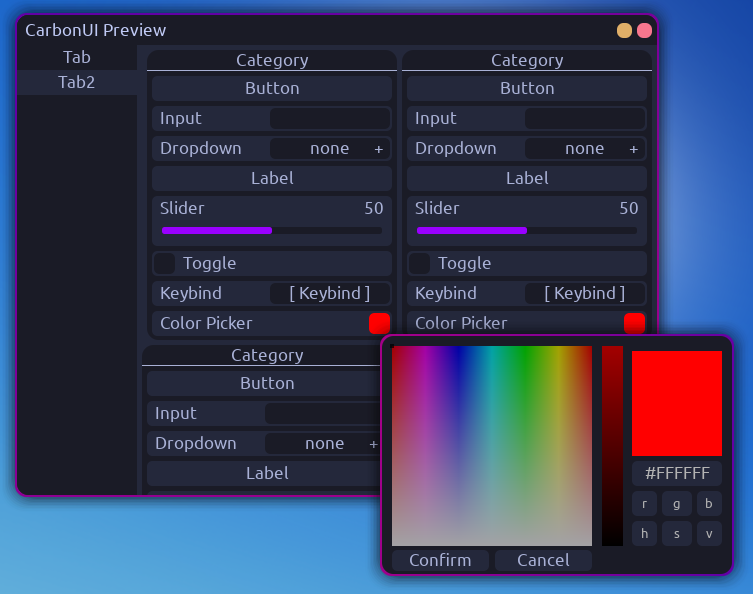 CarbonUI Preview
Tab
Tab2
Category
Button
Input
Dropdown none +
Label
Slider 50
Toggle
Keybind [ Keybind ]
Color Picker
Category
Button
Input
Dropdown none +
Label
Slider 50
Toggle
Keybind [ Keybind ]
Color Picker
Category
Button
Input
Dropdown none +
Label
#FFFFFF
r g b
h s v
Confirm Cancel